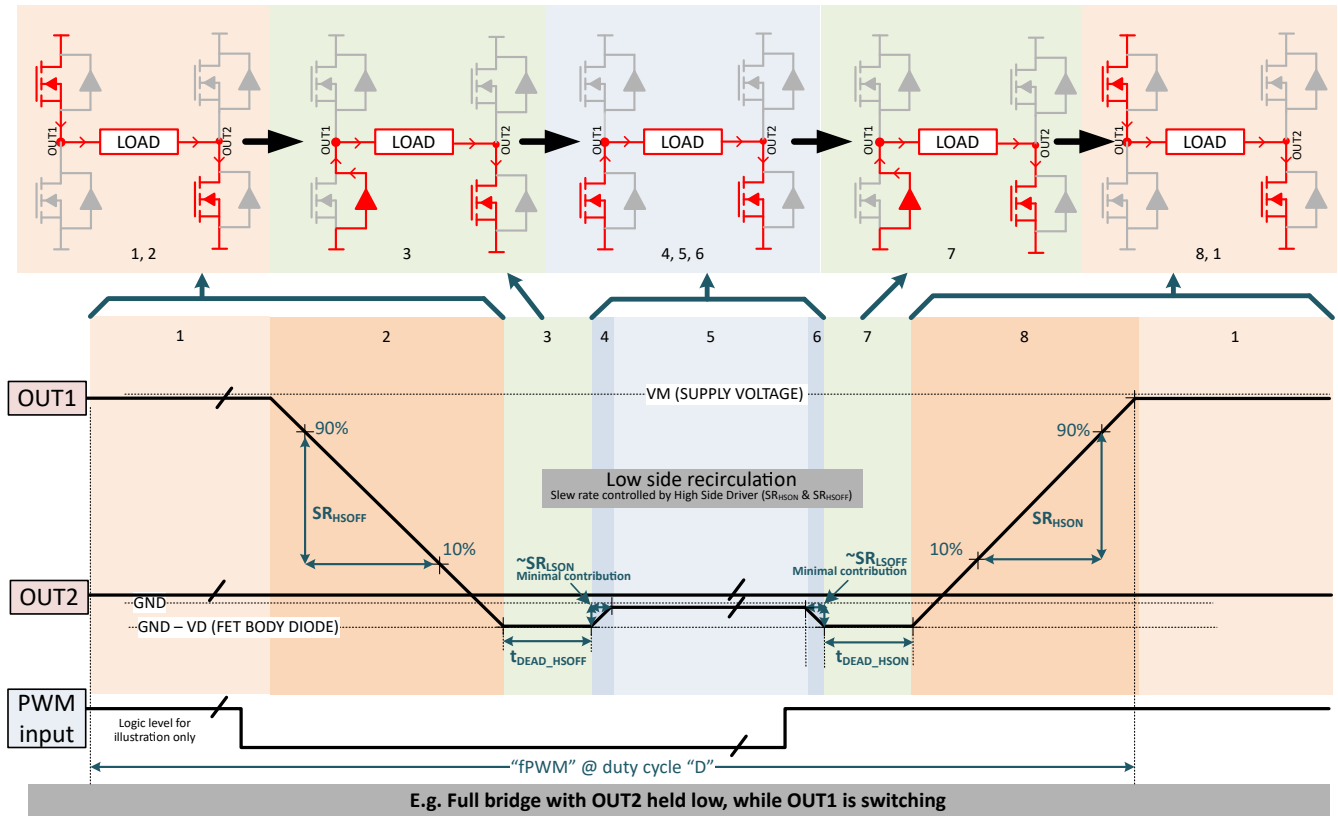 OUT1
LOAD
OUT2
OUT1
LOAD
OUT2
OUT1
LOAD
OUT2
OUT1
LOAD
OUT2
OUT1
LOAD
OUT2
1, 2
3
4, 5, 6
7
8, 1
1
2
3
4
5
6
7
8
1
OUT1
VM (SUPPLY VOLTAGE)
90%
90%
Low side recirculation
Slew rate controlled by High Side Driver (SRHSON & SRHSOFF)
SRHSOFF
SRHSON
10%
10%
~SRLSON
Minimal contribution
~SRLSOFF
Minimal contribution
OUT2
GND
GND – VD (FET BODY DIODE)
tDEAD_HSOFF
tDEAD_HSON
PWM
input
Logic level for
illustration only
“fPWM” @ duty cycle “D”
E.g. Full bridge with OUT2 held low, while OUT1 is switching